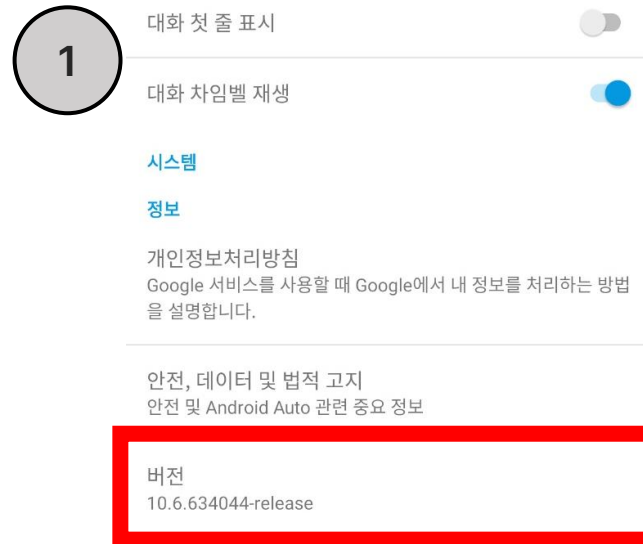 대화 첫 줄 표시
1
대화 차임벨 재생
시스템
정보
개인정보처리방침
Google 서비스를 사용할 때 Google에서 내 정보를 처리하는 방법
을 설명합니다.
안전, 데이터 및 법적 고지
안전 및 Android Auto 관련 중요 정보
버전
10.6.634044-release